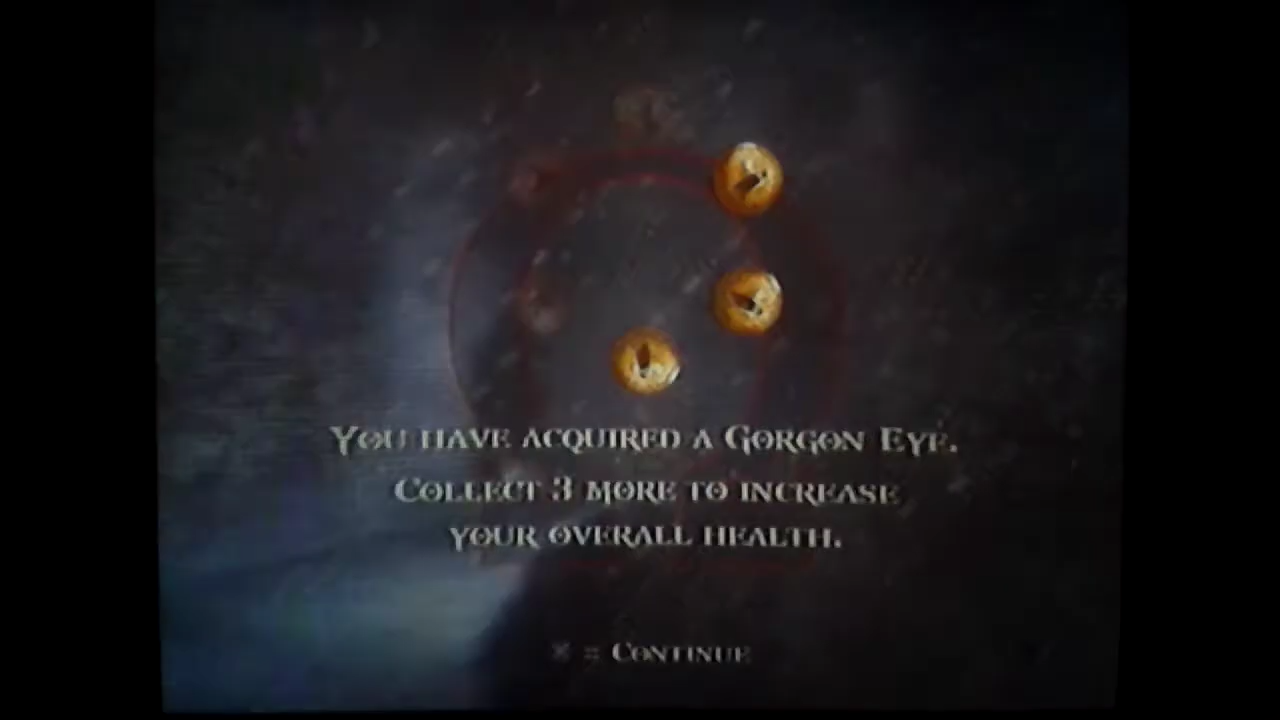 You have acquired a Gorgon Eye.
Collect 3 more to increase
your overall health.
X = Continue